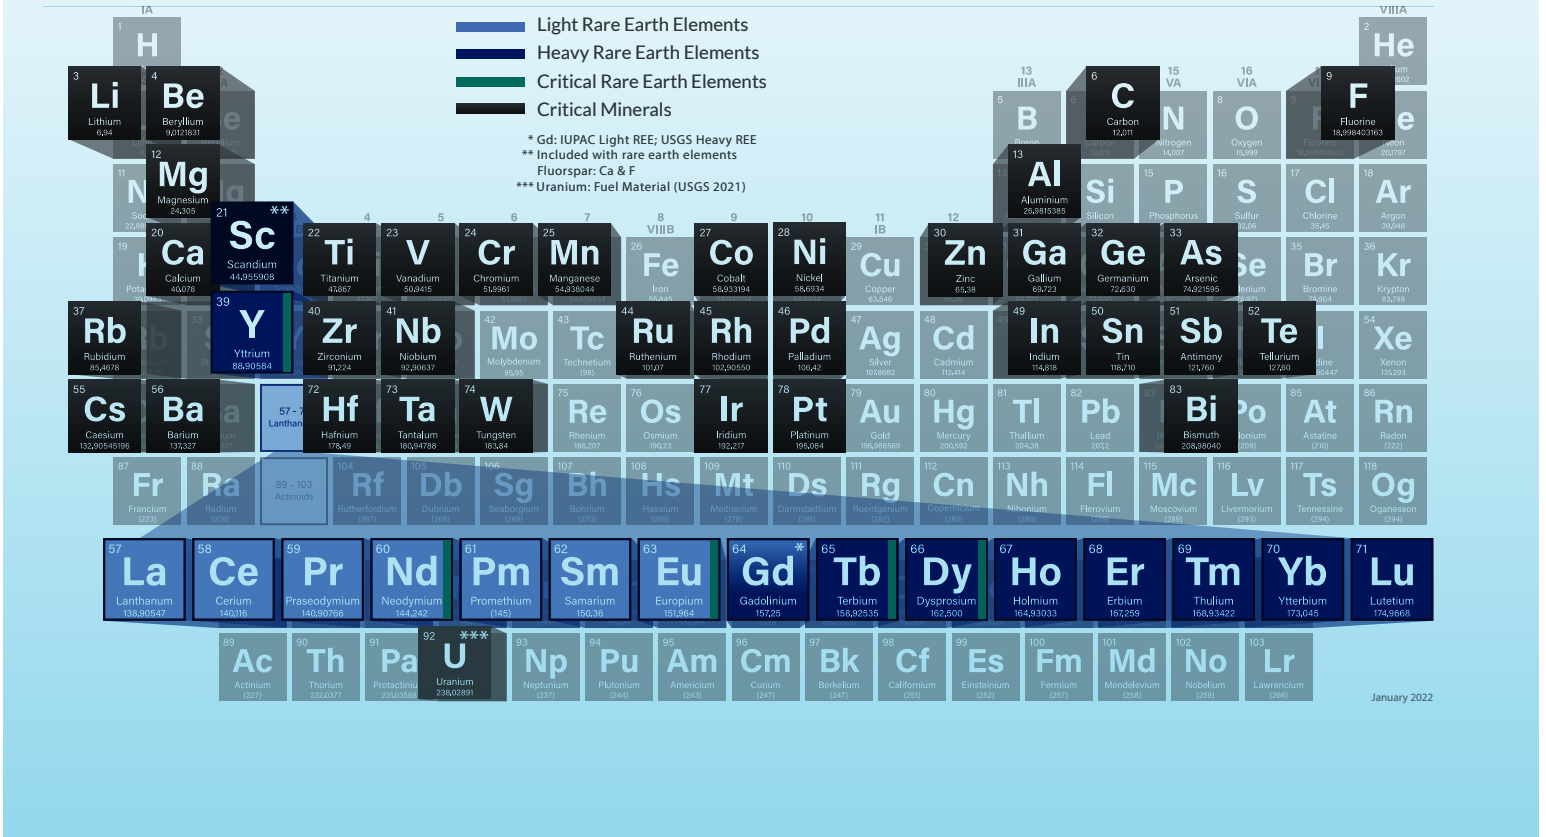 IA
VIIIA
Light Rare Earth Elements
Heavy Rare Earth Elements
Critical Rare Earth Elements
Critical Minerals
* Gd: IUPAC Light REE; USGS Heavy REE
** Included with rare earth elements
Fluorspar: Ca & F
*** Uranium: Fuel Material (USGS 2021)
1
H
2
He
3
Li
Lithium
6,94
4
Be
Beryllium
9,0121831
13
IIIA
15
VA
16
VIA
5
B
Boron
6
C
Carbon
12,011
N
Nitrogen
14,007
8
O
Oxygen
15,999
9
F
Fluorine
18,998403163
Neon
20,1797
11
12
Mg
Magnesium
24,305
13
Al
Aluminium
26,9815385
Si
Silicon
15
P
Phosphorus
16
S
Sulfur
32,06
17
Cl
Chlorine
35,45
18
Ar
Argon
39,948
4
5
6
7
8
VIIIB
9
10
11
IB
12
19
20
Ca
Calcium
40,078
21
**
Sc
Scandium
44,955908
22
Ti
Titanium
47,867
23
V
Vanadium
50,9415
24
Cr
Chromium
51,9961
25
Mn
Manganese
54,938044
26
Fe
Iron
55,845
27
Co
Cobalt
58,933194
28
Ni
Nickel
58,6934
29
Cu
Copper
63,546
30
Zn
Zinc
65,38
31
Ga
Gallium
69,723
32
Ge
Germanium
72,630
33
As
Arsenic
74,921595
Se
35
Br
Bromine
79,904
36
Kr
Krypton
83,798
37
Rb
Rubidium
85,4678
39
Y
Yttrium
88,90584
40
Zr
Zirconium
91,224
41
Nb
Niobium
92,90637
42
Mo
Molybdenum
95,95
43
Tc
Technetium
(98)
44
Ru
Ruthenium
101,07
45
Rh
Rhodium
102,90550
46
Pd
Palladium
106,42
47
Ag
Silver
107,8682
48
Cd
Cadmium
112,414
49
In
Indium
114,818
50
Sn
Tin
118,710
51
Sb
Antimony
121,760
52
Te
Tellurium
127,60
I
54
Xe
Xenon
131,293
55
Cs
Caesium
132,90545196
56
Ba
Barium
137,327
57 - 7
Lanthan
72
Hf
Hafnium
178,49
73
Ta
Tantalum
180,94788
74
W
Tungsten
183,84
75
Re
Rhenium
186,207
76
Os
Osmium
190,23
77
Ir
Iridium
192,217
78
Pt
Platinum
195,084
79
Au
Gold
196,966569
80
Hg
Mercury
200,592
81
Tl
Thallium
204,38
82
Pb
Lead
207,2
83
Bi
Bismuth
208,98040
Po
(209)
85
At
Astatine
(210)
86
Rn
Radon
(222)
87
Fr
Francium
(223)
88
Ra
Radium
(226)
89 - 103
Actinoids
104
Rf
Rutherfordium
(267)
105
Db
Dubnium
(268)
106
Sg
Seaborgium
(269)
107
Bh
Bohrium
(270)
108
Hs
Hassium
(269)
109
Mt
Meitnerium
(278)
110
Ds
Darmstadtium
(281)
111
Rg
Roentgenium
(282)
112
Cn
Copernicium
(285)
113
Nh
Nihonium
(286)
114
Fl
Flerovium
(289)
115
Mc
Moscovium
(289)
116
Lv
Livermorium
(293)
117
Ts
Tennessine
(294)
118
Og
Oganesson
(294)
57
La
Lanthanum
138,90547
58
Ce
Cerium
140,116
59
Pr
Praseodymium
140,90766
60
Nd
Neodymium
144,242
61
Pm
Promethium
(145)
62
Sm
Samarium
150,36
63
Eu
Europium
151,964
64
*
Gd
Gadolinium
157,25
65
Tb
Terbium
158,92535
66
Dy
Dysprosium
162,500
67
Ho
Holmium
164,93033
68
Er
Erbium
167,259
69
Tm
Thulium
168,93422
70
Yb
Ytterbium
173,045
71
Lu
Lutetium
174,9668
89
Ac
Actinium
(227)
90
Th
Thorium
232,0377
91
Pa
Protactiniu
231,03588
92
***
U
Uranium
238,02891
93
Np
Neptunium
(237)
94
Pu
Plutonium
(244)
95
Am
Americium
(243)
96
Cm
Curium
(247)
97
Bk
Berkelium
(247)
98
Cf
Californium
(251)
99
Es
Einsteinium
(252)
100
Fm
Fermium
(257)
101
Md
Mendelevium
(258)
102
No
Nobelium
(259)
103
Lr
Lawrencium
(266)
January 2022